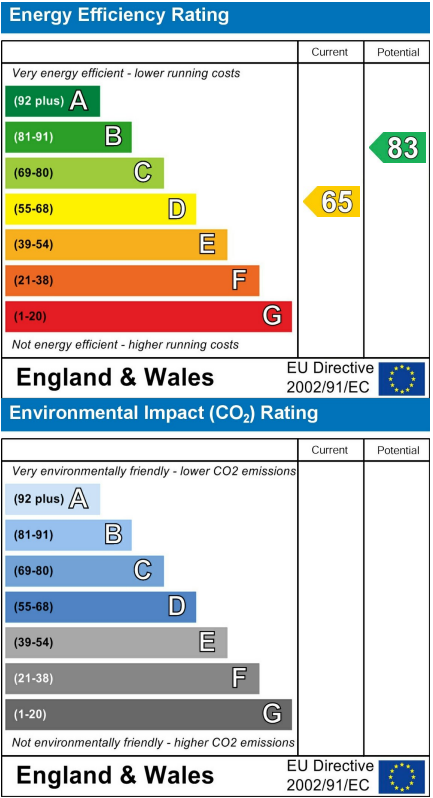 Energy Efficiency Rating
Current Potential
Very energy efficient - lower running costs
(92 plus) A
(81-91) B
83
(69-80) C
65
(55-68) D
(39-54) E
(21-38) F
(1-20) G
Not energy efficient - higher running costs
England & Wales
EU Directive
2002/91/EC
Environmental Impact (CO₂) Rating
Current Potential
Very environmentally friendly - lower CO2 emissions
(92 plus) A
(81-91) B
(69-80) C
(55-68) D
(39-54) E
(21-38) F
(1-20) G
Not environmentally friendly - higher CO2 emissions
England & Wales
EU Directive
2002/91/EC